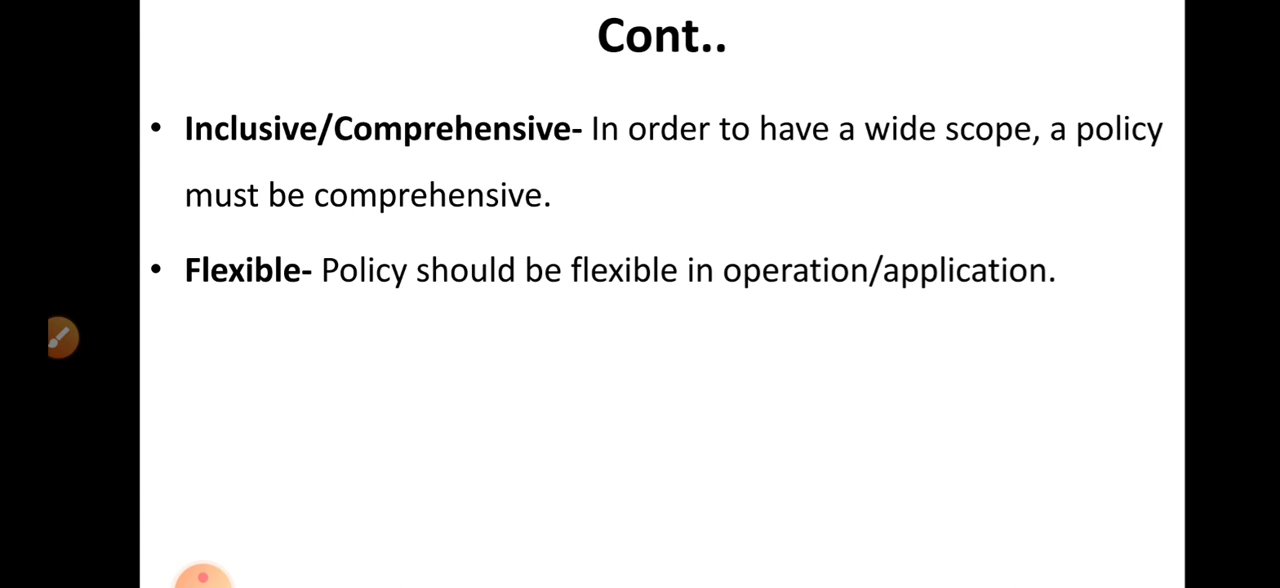 Cont..
• Inclusive/Comprehensive- In order to have a wide scope, a policy
must be comprehensive.
• Flexible- Policy should be flexible in operation/application.